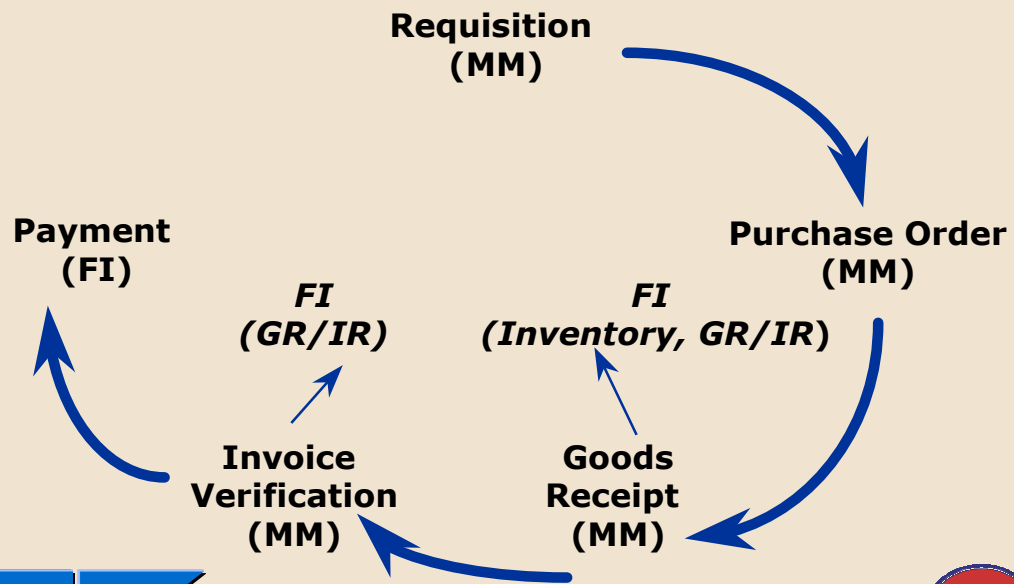 Requisition
(MM)
Purchase Order
(MM)
Goods
Receipt
(MM)
FI
(Inventory, GR/IR)
Invoice
Verification
(MM)
FI
(GR/IR)
Payment
(FI)